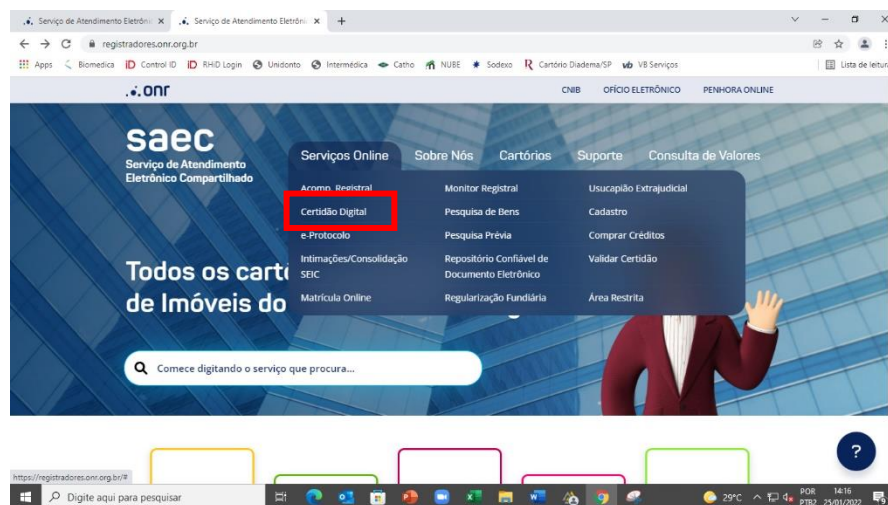 Serviço de Atendimento Eletrôni
Serviço de Atendimento Eletrôni
registradores.onr.org.br
Apps Biomedica Control ID RHiD Login Unidonto Intermédica Catho NUBE Sodexo Cartório Diadema/SP VB Serviços Lista de leitura
onr CNIB OFÍCIO ELETRÔNICO PENHORA ONLINE
saec
Serviço de Atendimento
Eletrônico Compartilhado
Serviços Online Sobre Nós Cartórios Suporte Consulta de Valores
Acomp. Registral Monitor Registral Usucapião Extrajudicial
Certidão Digital Pesquisa de Bens Cadastro
e-Protocolo Pesquisa Prévia Comprar Créditos
Intimações/Consolidação Repositório Confiável de Validar Certidão
SEIC Documento Eletrônico
Matrícula Online Regularização Fundiária Área Restrita
Todos os cartó
de Imóveis do
Comece digitando o serviço que procura...
?
https://registradores.onr.org.br/#
Digite aqui para pesquisar 29°C POR 14:16
PTB2 25/01/2022